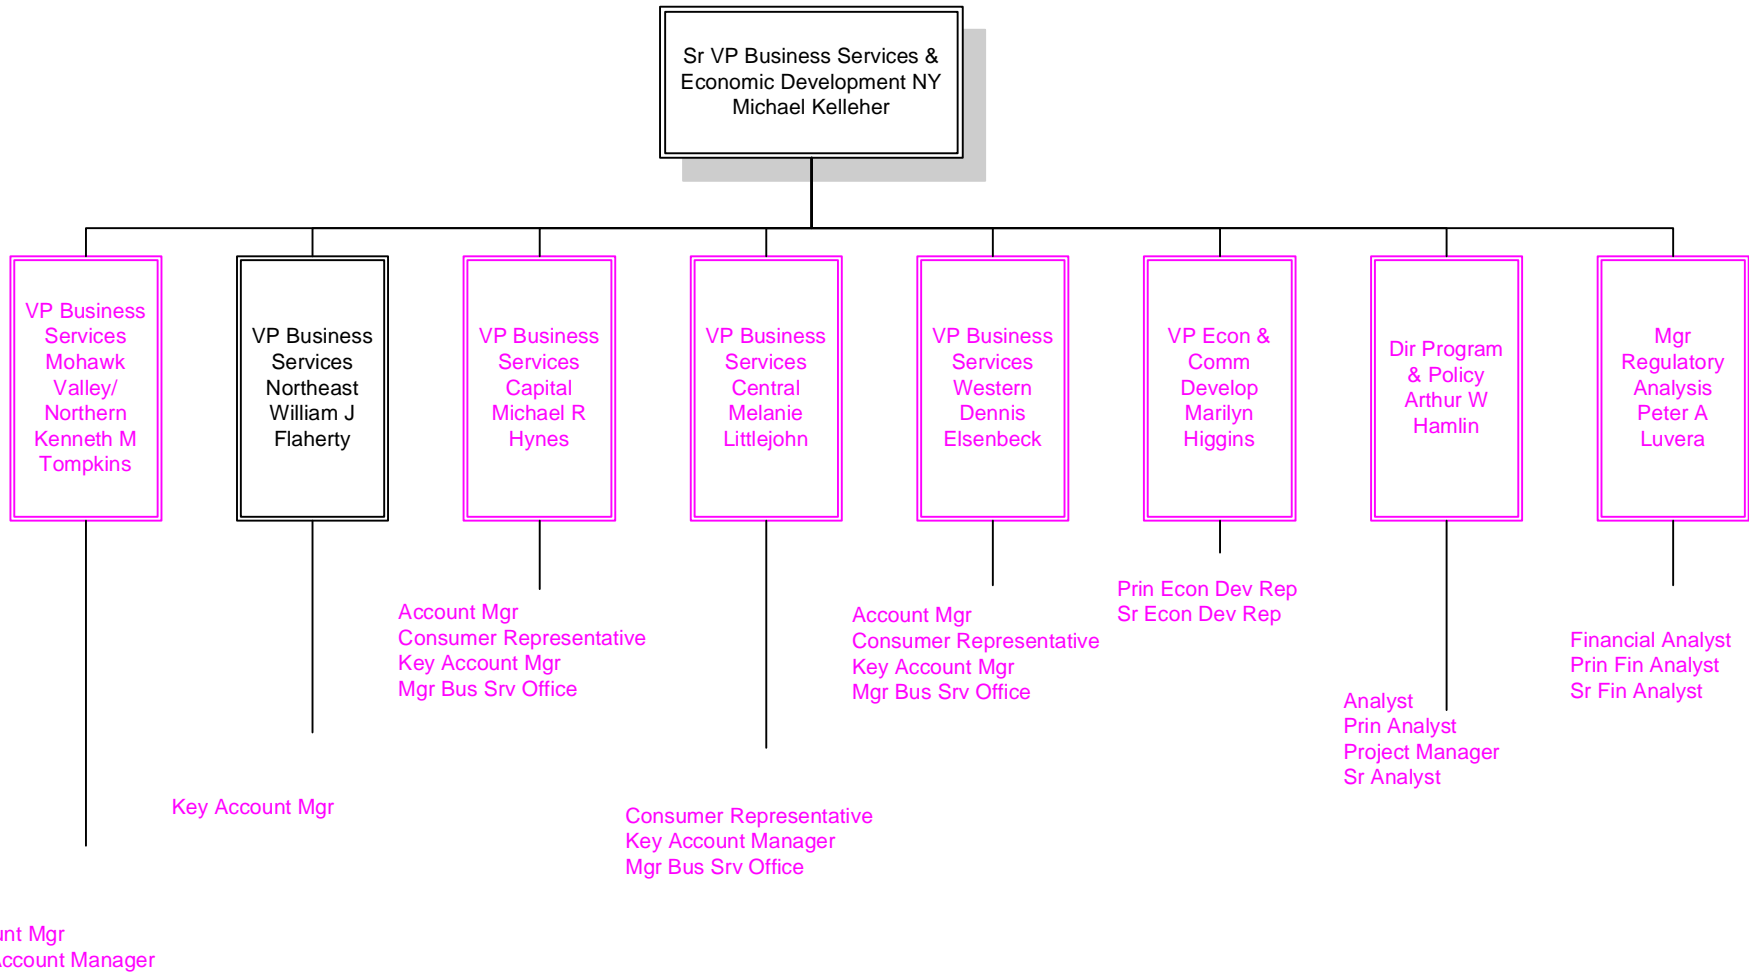 Sr VP Business Services &
Economic Development NY
Michael Kelleher
VP Business
Services
Mohawk
Valley/
Northern
Kenneth M
Tompkins
VP Business
Services
Northeast
William J
Flaherty
VP Business
Services
Capital
Michael R
Hynes
VP Business
Services
Central
Melanie
Littlejohn
VP Business
Services
Western
Dennis
Elsenbeck
VP Econ &
Comm
Develop
Marilyn
Higgins
Dir Program
& Policy
Arthur W
Hamlin
Mgr
Regulatory
Analysis
Peter A
Luvera
Mgr
Account Manager
Key Account Mgr
Account Mgr
Consumer Representative
Key Account Mgr
Mgr Bus Srv Office
Consumer Representative
Key Account Manager
Mgr Bus Srv Office
Account Mgr
Consumer Representative
Key Account Mgr
Mgr Bus Srv Office
Prin Econ Dev Rep
Sr Econ Dev Rep
Analyst
Prin Analyst
Project Manager
Sr Analyst
Financial Analyst
Prin Fin Analyst
Sr Fin Analyst